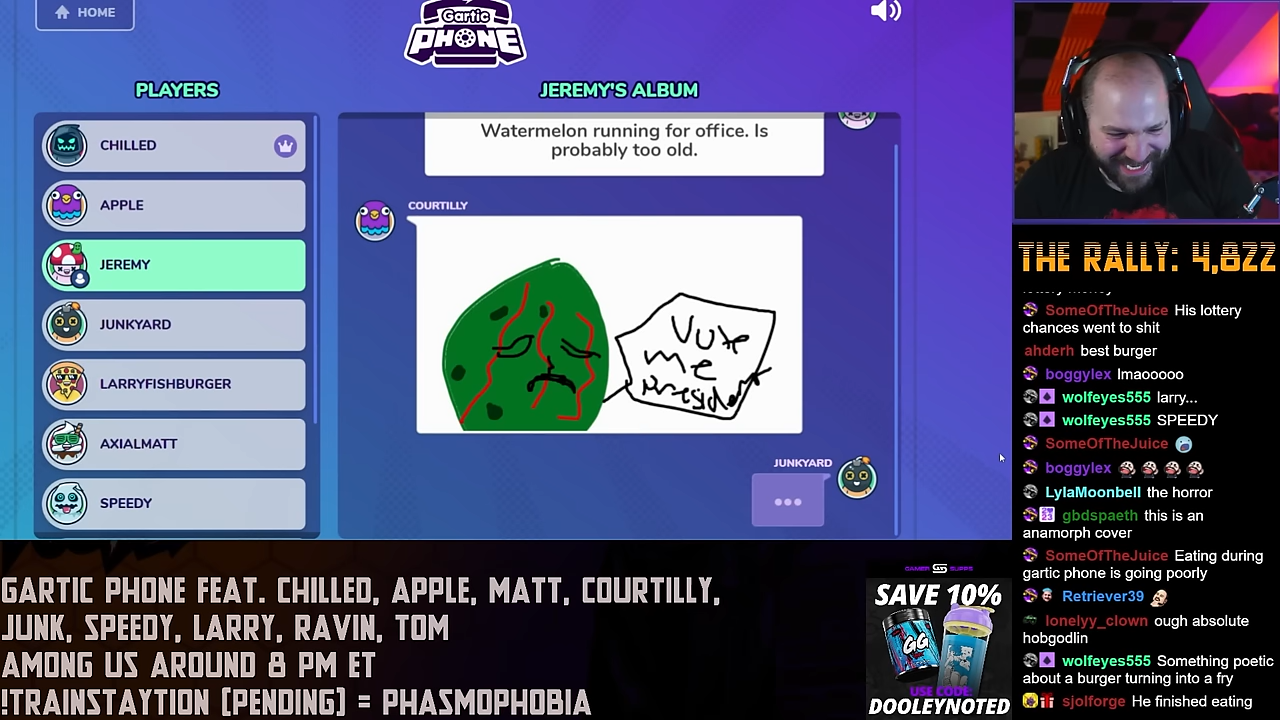 HOME
Gartic
PHONE
PLAYERS
CHILLED
APPLE
JEREMY
JUNKYARD
LARRYFISHBURGER
AXIALMATT
SPEEDY
JEREMY'S ALBUM
Watermelon running for office. Is
probably too old.
COURTILLY
Vute
me
JUNKYARD
THE RALLY: 4,822
SomeOfTheJuice His lottery
chances went to shit
ahderh best burger
boggylex lmaooooo
wolfeyes555 larry...
wolfeyes555 SPEEDY
SomeOfTheJuice
boggylex
LylaMoonbell the horror
gbdspaeth this is an
anamorph cover
SomeOfTheJuice Eating during
gartic phone is going poorly
Retriever39
lonelyy_clown ough absolute
hobgodlin
wolfeyes555 Something poetic
about a burger turning into a fry
sjolforge He finished eating
GARTIC PHONE FEAT. CHILLED, APPLE, MATT, COURTILLY,
JUNK, SPEEDY, LARRY, RAVIN, TOM
AMONG US AROUND 8 PM ET
!TRAINSTAYTION (PENDING) = PHASMOPHOBIA
GAMER SUPPS
SAVE 10%
GG
USE CODE:
DOOLEYNOTED